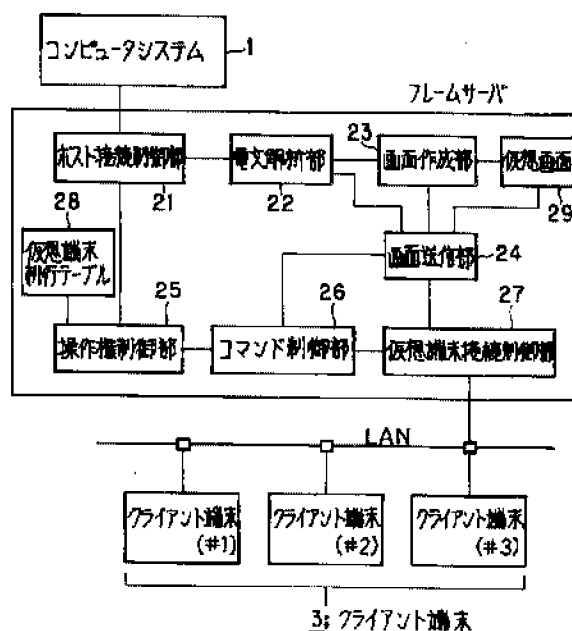 コンピュータシステム
1
フレームサーバ
ホスト接続制御部
21
電文解析部
22
23
画面作成部
仮想画面
29
28
仮想端末
制御テーブル
画面送信部
24
25
操作権制御部
26
コマンド制御部
27
仮想端末接続制御部
LAN
クライアント端末
(#1)
クライアント端末
(#2)
クライアント端末
(#3)
3; クライアント端末